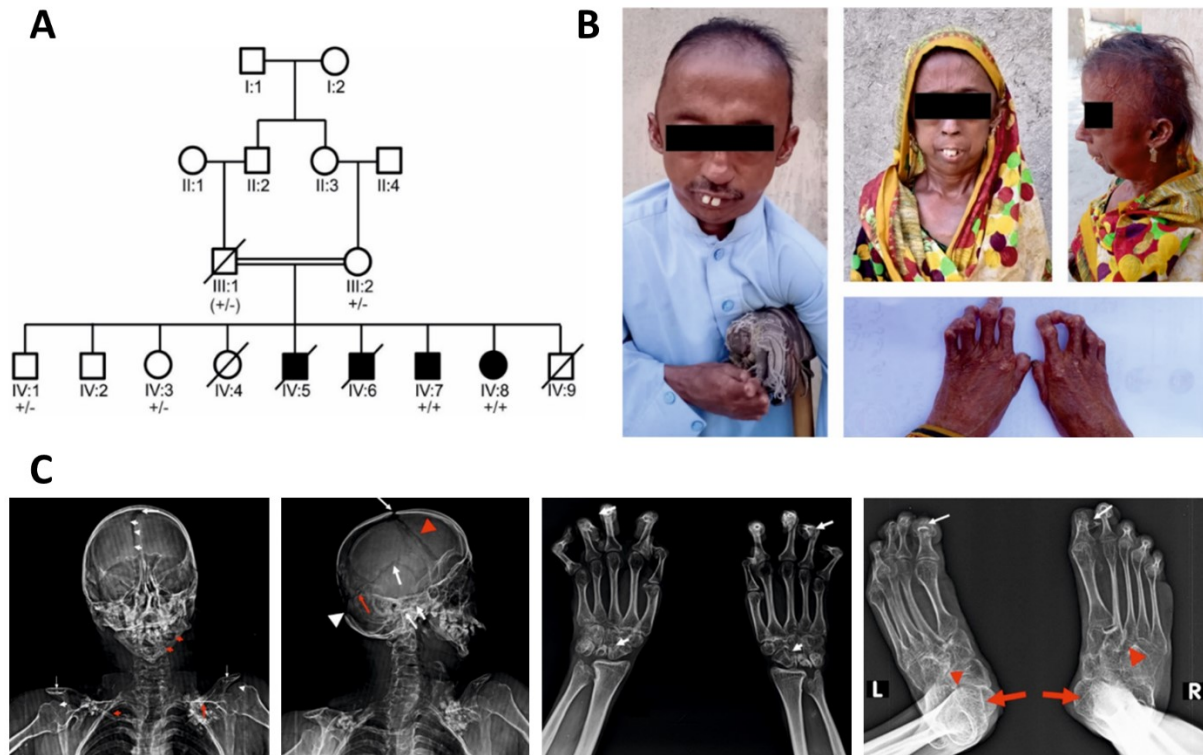 A
B
I:1 I:2
II:1 II:2 II:3 II:4
III:1 III:2
(+/-) +/-
IV:1 IV:2 IV:3 IV:4 IV:5 IV:6 IV:7 IV:8 IV:9
+/- +/- +/+ +/+
C
L R